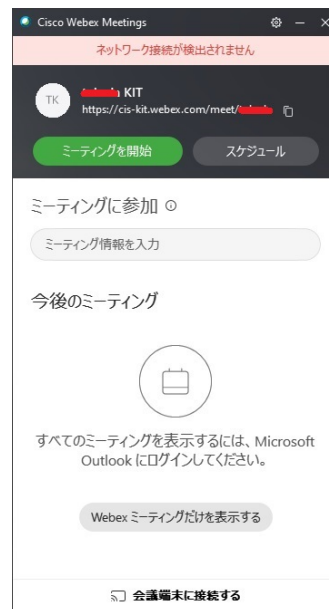 Cisco Webex Meetings
ネットワーク接続が検出されません
TK
KIT
https://cis-kit.webex.com/meet/
ミーティングを開始
スケジュール
ミーティングに参加
ミーティング情報を入力
今後のミーティング
すべてのミーティングを表示するには、Microsoft
Outlook にログインしてください。
Webex ミーティングだけを表示する
会議端末に接続する